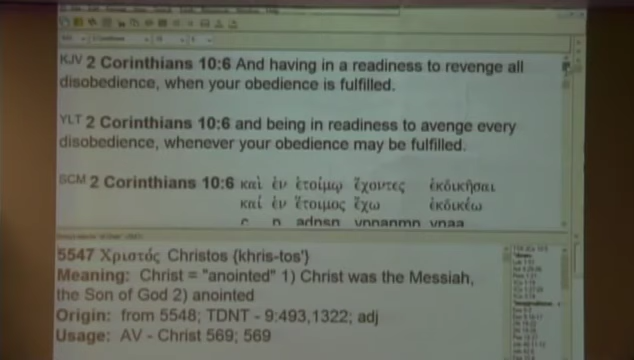 KJV 2 Corinthians 10:6 And having in a readiness to revenge all
disobedience, when your obedience is fulfilled.
YLT 2 Corinthians 10:6 and being in readiness to avenge every
disobedience, whenever your obedience may be fulfilled.
SCM 2 Corinthians 10:6 καὶ ἐν ἑτοίμῳ ἔχοντες ἐκδικῆσαι
καί ἐν ἕτοιμος ἔχω ἐκδικέω
c p adnsn vnpanmp vnaa
5547 Χριστός Christos {khris-tos'}
Meaning: Christ = "anointed" 1) Christ was the Messiah,
the Son of God 2) anointed
Origin: from 5548; TDNT - 9:493,1322; adj
Usage: AV - Christ 569; 569